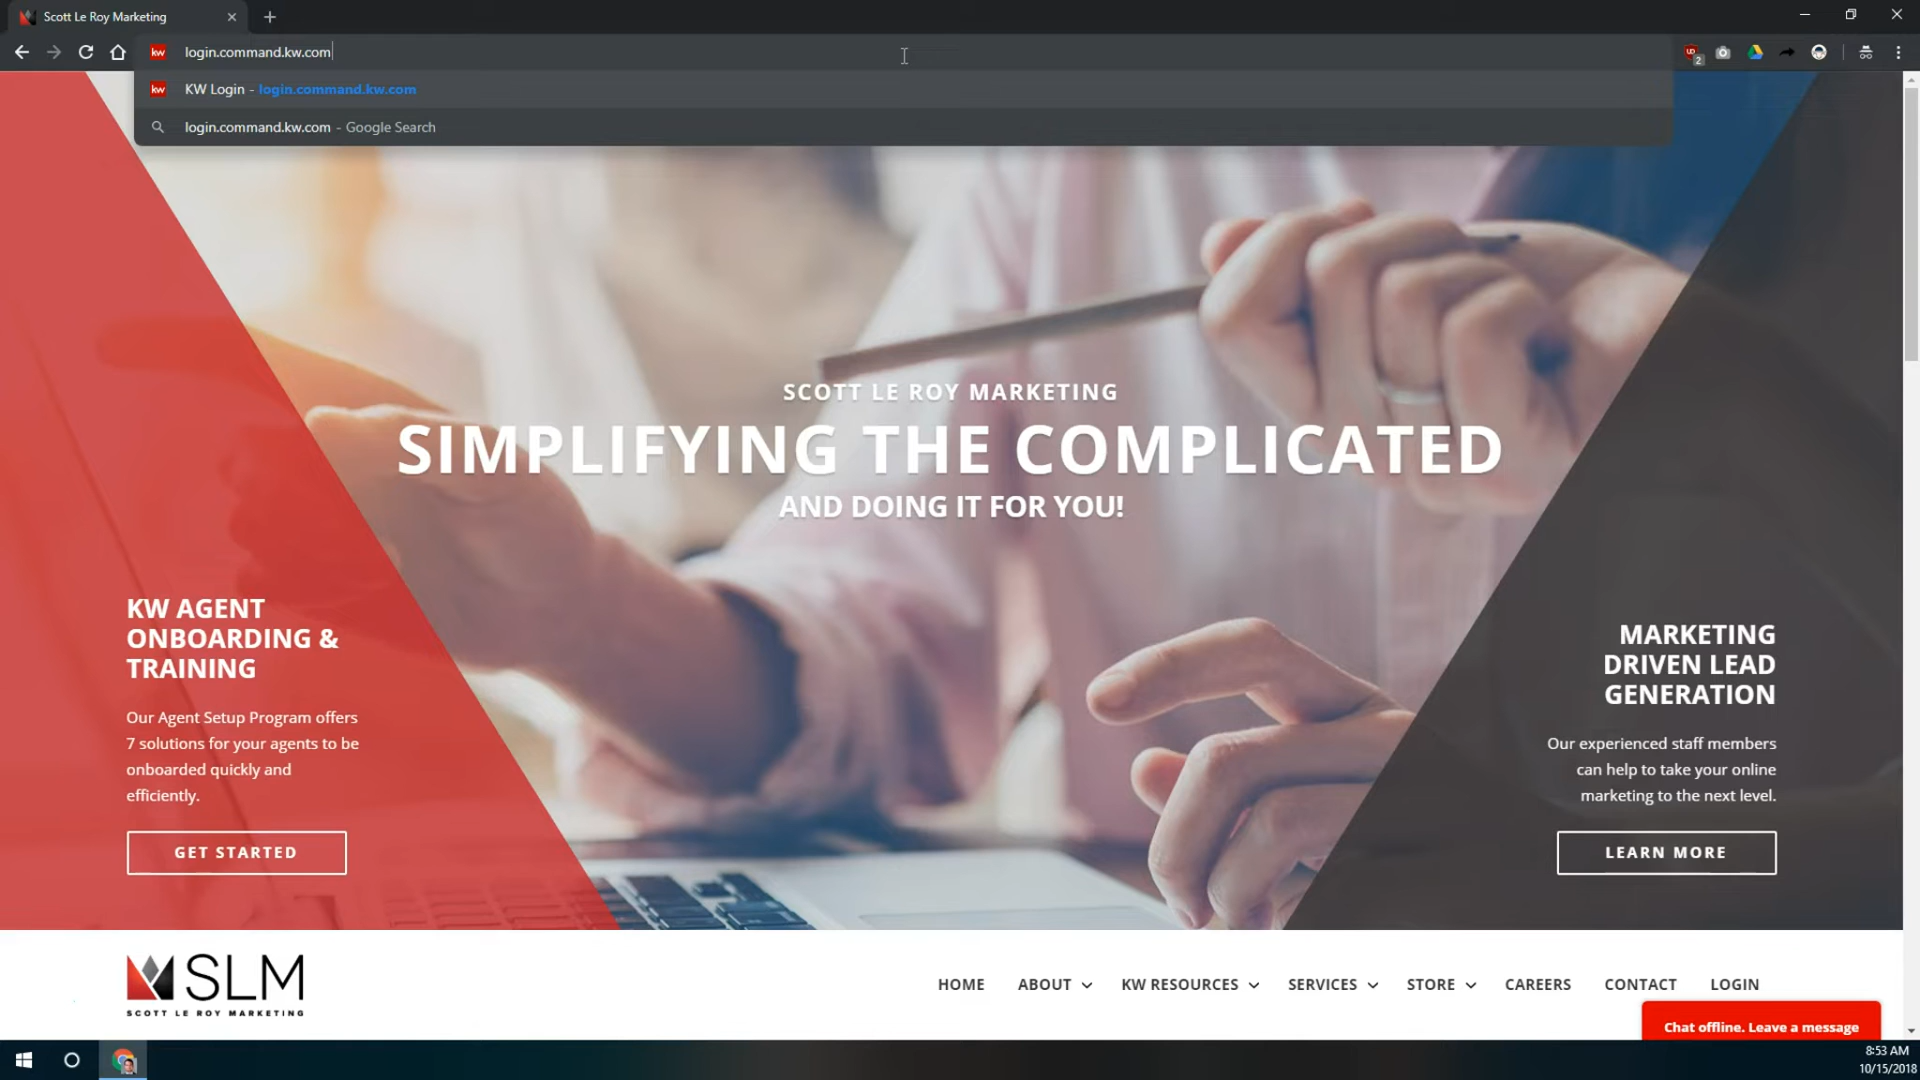 Scott Le Roy Marketing
kw login.command.kw.com
UD 2
kw KW Login - login.command.kw.com
login.command.kw.com - Google Search
SCOTT LE ROY MARKETING
SIMPLIFYING THE COMPLICATED
AND DOING IT FOR YOU!
KW AGENT
ONBOARDING &
TRAINING
Our Agent Setup Program offers
7 solutions for your agents to be
onboarded quickly and
efficiently.
GET STARTED
MARKETING
DRIVEN LEAD
GENERATION
Our experienced staff members
can help to take your online
marketing to the next level.
LEARN MORE
SLM
SCOTT LE ROY MARKETING
HOME ABOUT KW RESOURCES SERVICES STORE CAREERS CONTACT LOGIN
Chat offline. Leave a message
8:53 AM
10/15/2018